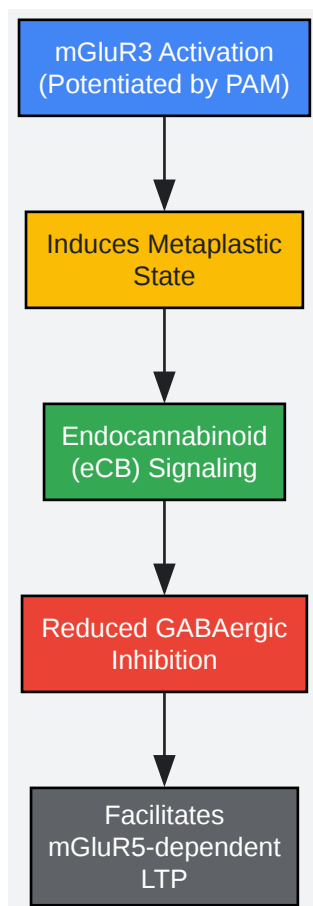 mGluR3 Activation
(Potentiated by PAM)
Induces Metaplastic
State
Endocannabinoid
(eCB) Signaling
Reduced GABAergic
Inhibition
Facilitates
mGluR5-dependent
LTP